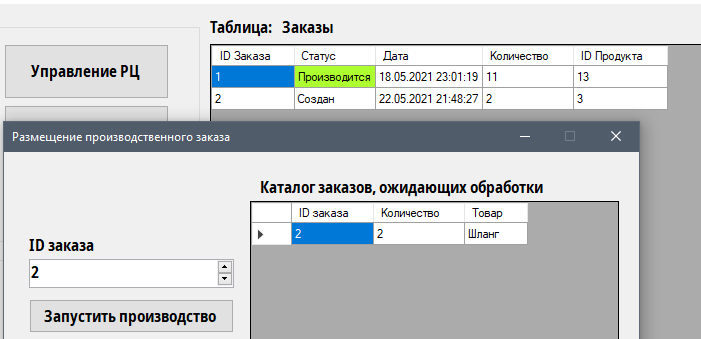 Таблица: Заказы
Управление РЦ
ID Заказа Статус Дата Количество ID Продукта
1 Производится 18.05.2021 23:01:19 11 13
2 Создан 22.05.2021 21:48:27 2 3
Размещение производственного заказа
Каталог заказов, ожидающих обработки
ID заказа Количество Товар
2 2 Шланг
ID заказа
2
Запустить производство